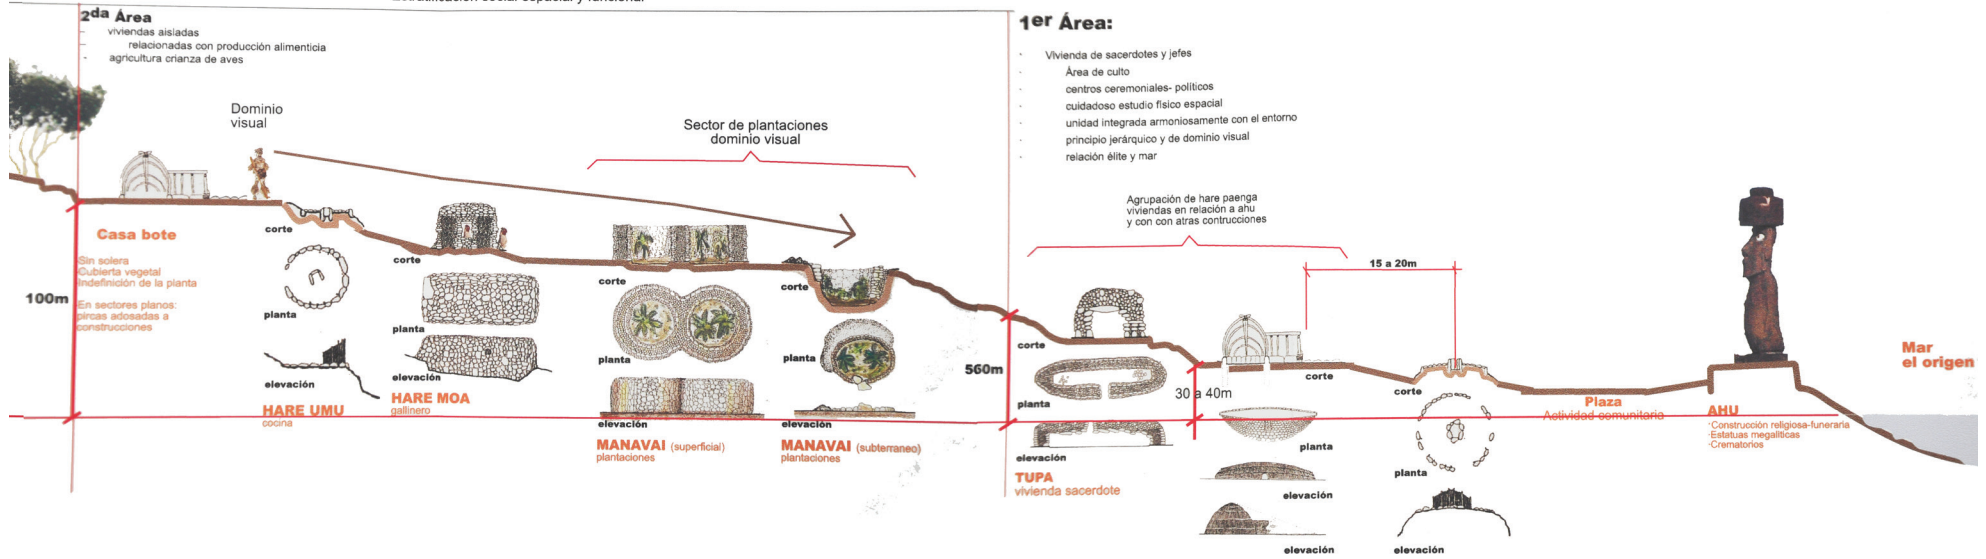 Estratificación social espacial y funcional
2da Área
viviendas aisladas
relacionadas con producción alimenticia
agricultura crianza de aves
Dominio
visual
Sector de plantaciones
dominio visual
Casa bote
Sin solera
Cubierta vegetal
Indefinición de la planta
En sectores planos:
pircas adosadas a
construcciones
100m
corte
planta
elevación
HARE UMU
cocina
corte
planta
elevación
HARE MOA
gallinero
corte
planta
elevación
MANAVAI (superficial)
plantaciones
corte
planta
elevación
MANAVAI (subterraneo)
plantaciones
1er Área:
Vivienda de sacerdotes y jefes
Área de culto
centros ceremoniales- políticos
cuidadoso estudio físico espacial
unidad integrada armoniosamente con el entorno
principio jerárquico y de dominio visual
relación élite y mar
Agrupación de hare paenga
viviendas en relación a ahu
y con con atras contrucciones
15 a 20m
560m
corte
planta
elevación
TUPA
vivienda sacerdote
30 a 40m
corte
planta
elevación
elevación
corte
planta
elevación
Plaza
Actividad comunitaria
AHU
·Construcción religiosa-funeraria
·Estatuas megalíticas
·Crematorios
Mar
el origen